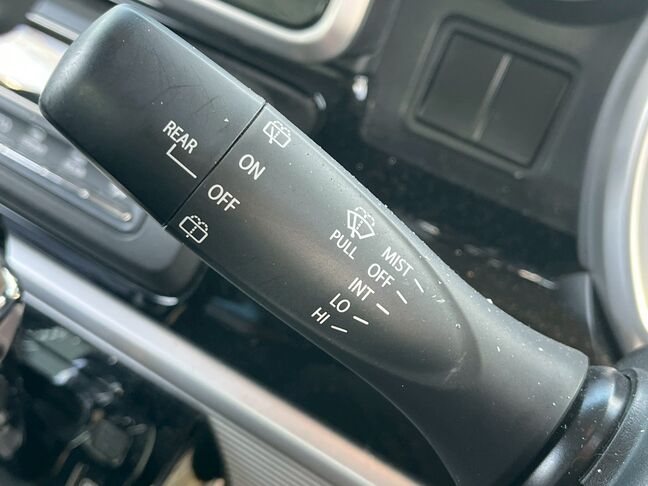 REAR
ON
OFF
PULL
MIST
OFF
INT
LO
HI